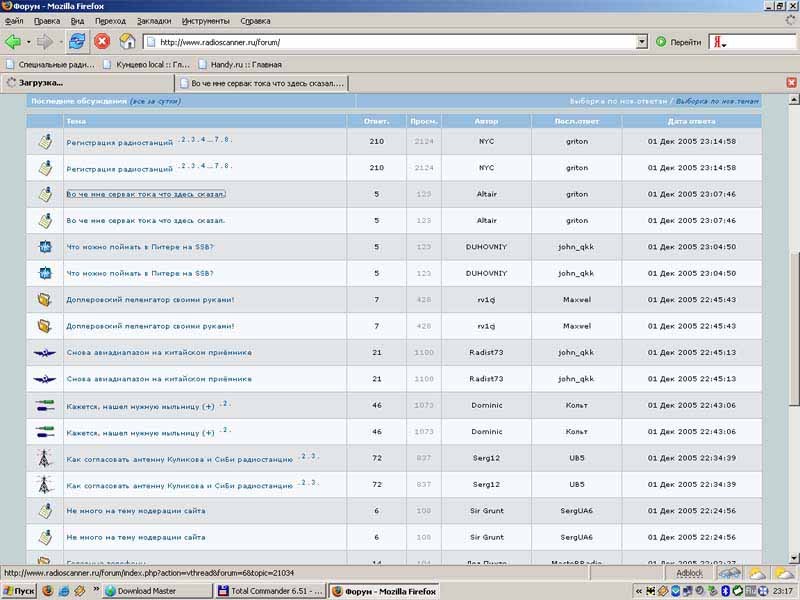 Форум - Mozilla Firefox
Файл Правка Вид Переход Закладки Инструменты Справка
http://www.radioscanner.ru/forum/ Перейти Я
Специальные ради... Кунцево local :: Гл... Handy.ru :: Главная
Загрузка... Во че мне сервак тока что здесь сказал....
Последние обсуждения (все за сутки) Выборка по нов.ответам / Выборка по нов.темам
Тема Ответ. Просм. Автор Посл.ответ Дата ответа
Регистрация радиостанций .2.3.4...7.8. 210 2124 NYC griton 01 Дек 2005 23:14:58
Регистрация радиостанций .2.3.4...7.8. 210 2124 NYC griton 01 Дек 2005 23:14:58
Во че мне сервак тока что здесь сказал. 5 123 Altair griton 01 Дек 2005 23:07:46
Во че мне сервак тока что здесь сказал. 5 123 Altair griton 01 Дек 2005 23:07:46
Что можно поймать в Питере на SSB? 5 123 DUHOVNIY john_qkk 01 Дек 2005 23:04:50
Что можно поймать в Питере на SSB? 5 123 DUHOVNIY john_qkk 01 Дек 2005 23:04:50
Доплеровский пеленгатор своими руками! 7 428 rv1cj Maxwel 01 Дек 2005 22:45:43
Доплеровский пеленгатор своими руками! 7 428 rv1cj Maxwel 01 Дек 2005 22:45:43
Снова авиадиапазон на китайском приёмнике 21 1100 Radist73 john_qkk 01 Дек 2005 22:45:13
Снова авиадиапазон на китайском приёмнике 21 1100 Radist73 john_qkk 01 Дек 2005 22:45:13
Кажется, нашел нужную мыльницу (+) .2. 46 1073 Dominic Кольт 01 Дек 2005 22:43:06
Кажется, нашел нужную мыльницу (+) .2. 46 1073 Dominic Кольт 01 Дек 2005 22:43:06
Как согласовать антенну Куликова и СиБи радиостанцию .2.3. 72 837 Serg12 UB5 01 Дек 2005 22:34:39
Как согласовать антенну Куликова и СиБи радиостанцию .2.3. 72 837 Serg12 UB5 01 Дек 2005 22:34:39
Не много на тему модерации сайта 6 108 Sir Grunt SergUA6 01 Дек 2005 22:24:56
Не много на тему модерации сайта 6 108 Sir Grunt SergUA6 01 Дек 2005 22:24:56
http://www.radioscanner.ru/forum/index.php?action=vthread&forum=6&topic=21034 Adblock
Пуск Download Master Total Commander 6.51 - ... Форум - Mozilla Firefox 23:17